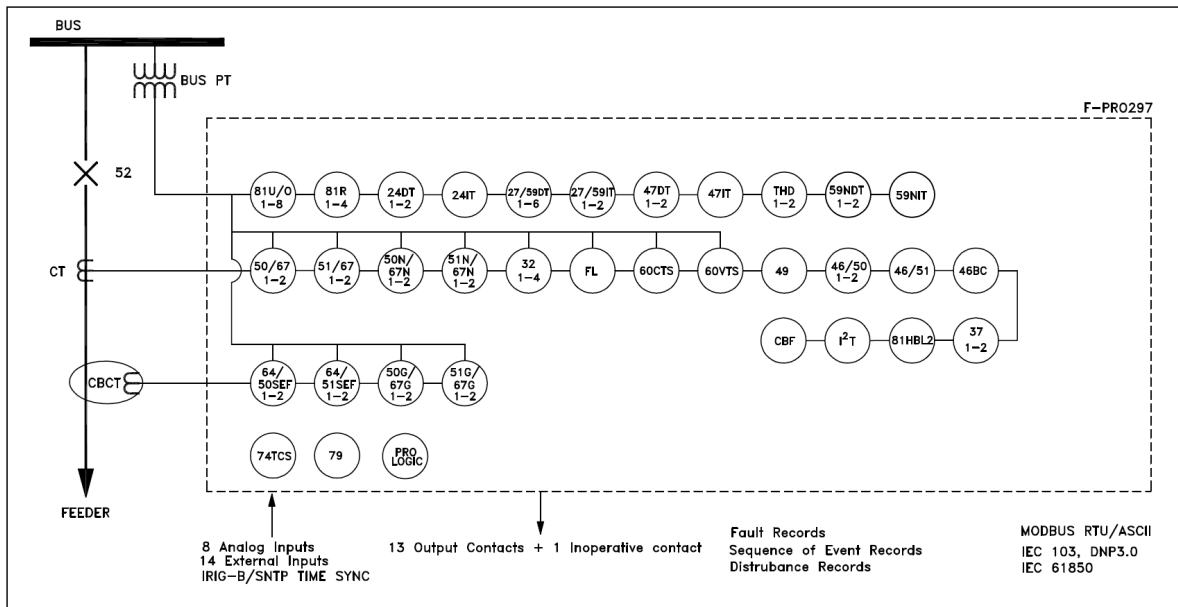 BUS
BUS PT
F-PRO297
52
81U/O
1-8
81R
1-4
24DT
1-2
24IT
27/59DT
1-6
27/59IT
1-2
47DT
1-2
47IT
THD
1-2
59NDT
1-2
59NIT
CT
50/67
1-2
51/67
1-2
50N/
67N
1-2
51N/
67N
1-2
32
1-4
FL
60CTS
60VTS
49
46/50
1-2
46/51
46BC
CBF
I²T
81HBL2
37
1-2
CBCT
64/
50SEF
1-2
64/
51SEF
1-2
50G/
67G
1-2
51G/
67G
1-2
74TCS
79
PRO
LOGIC
FEEDER
8 Analog Inputs
14 External Inputs
IRIG-B/SNTP TIME SYNC
13 Output Contacts + 1 Inoperative contact
Fault Records
Sequence of Event Records
Distrubance Records
MODBUS RTU/ASCII
IEC 103, DNP3.0
IEC 61850